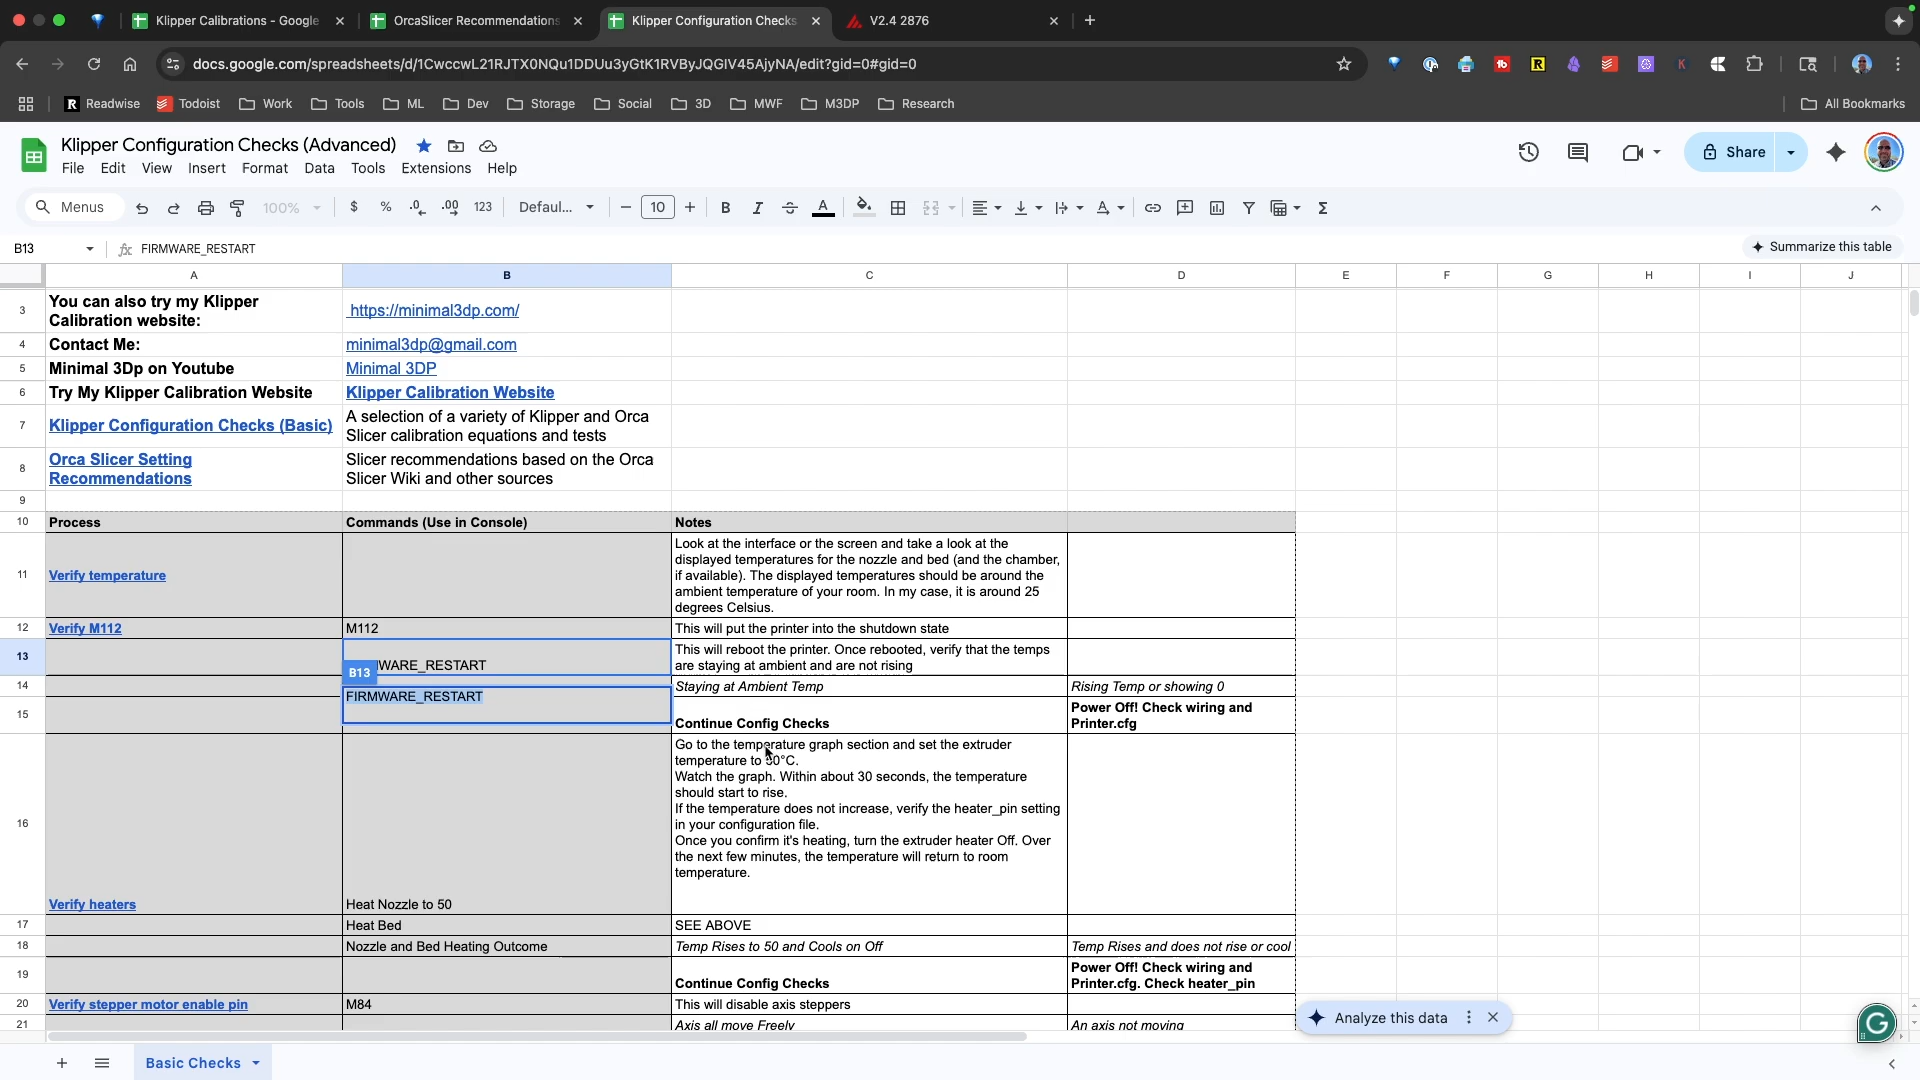 Klipper Calibrations - Google
OrcaSlicer Recommendations
Klipper Configuration Checks
V2.4 2876
docs.google.com/spreadsheets/d/1CwccwL21RJTX0NQu1DDUu3yGtK1RVByJQGIV45AjyNA/edit?gid=0#gid=0
Readwise
Todoist
Work
Tools
ML
Dev
Storage
Social
3D
MWF
M3DP
Research
All Bookmarks
Klipper Configuration Checks (Advanced)
File Edit View Insert Format Data Tools Extensions Help
Share
Menus
100%
$ % .0 .00 123
Defaul...
10
B13
FIRMWARE_RESTART
Summarize this table
A B C D E F G H I J
3
You can also try my Klipper
Calibration website:
https://minimal3dp.com/
4
Contact Me:
minimal3dp@gmail.com
5
Minimal 3Dp on Youtube
Minimal 3DP
6
Try My Klipper Calibration Website
Klipper Calibration Website
7
Klipper Configuration Checks (Basic)
A selection of a variety of Klipper and Orca
Slicer calibration equations and tests
8
Orca Slicer Setting
Recommendations
Slicer recommendations based on the Orca
Slicer Wiki and other sources
9
10
Process
Commands (Use in Console)
Notes
11
Verify temperature
Look at the interface or the screen and take a look at the
displayed temperatures for the nozzle and bed (and the chamber,
if available). The displayed temperatures should be around the
ambient temperature of your room. In my case, it is around 25
degrees Celsius.
12
Verify M112
M112
This will put the printer into the shutdown state
13
WARE_RESTART
B13
This will reboot the printer. Once rebooted, verify that the temps
are staying at ambient and are not rising
14
FIRMWARE_RESTART
Staying at Ambient Temp
Rising Temp or showing 0
15
Continue Config Checks
Power Off! Check wiring and
Printer.cfg
16
Verify heaters
Heat Nozzle to 50
Go to the temperature graph section and set the extruder
temperature to 50°C.
Watch the graph. Within about 30 seconds, the temperature
should start to rise.
If the temperature does not increase, verify the heater_pin setting
in your configuration file.
Once you confirm it's heating, turn the extruder heater Off. Over
the next few minutes, the temperature will return to room
temperature.
17
Heat Bed
SEE ABOVE
18
Nozzle and Bed Heating Outcome
Temp Rises to 50 and Cools on Off
Temp Rises and does not rise or cool
19
Continue Config Checks
Power Off! Check wiring and
Printer.cfg. Check heater_pin
20
Verify stepper motor enable pin
M84
This will disable axis steppers
21
Axis all move Freely
An axis not moving
Analyze this data
Basic Checks